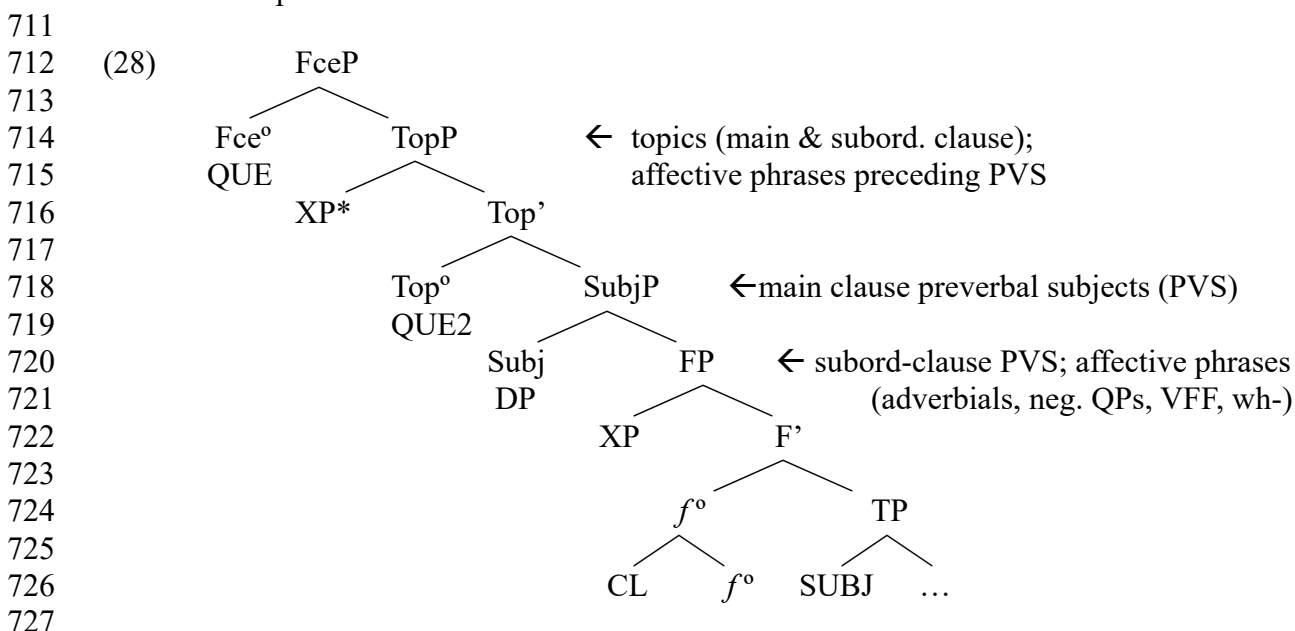 711
712 (28) FceP
713
714 Fceº TopP ← topics (main & subord. clause);
715 QUE affective phrases preceding PVS
716 XP* Top’
717
718 Topº SubjP ←main clause preverbal subjects (PVS)
719 QUE2
720 Subj FP ← subord-clause PVS; affective phrases
721 DP (adverbials, neg. QPs, VFF, wh-)
722 XP F’
723
724 fº TP
725
726 CL fº SUBJ …
727